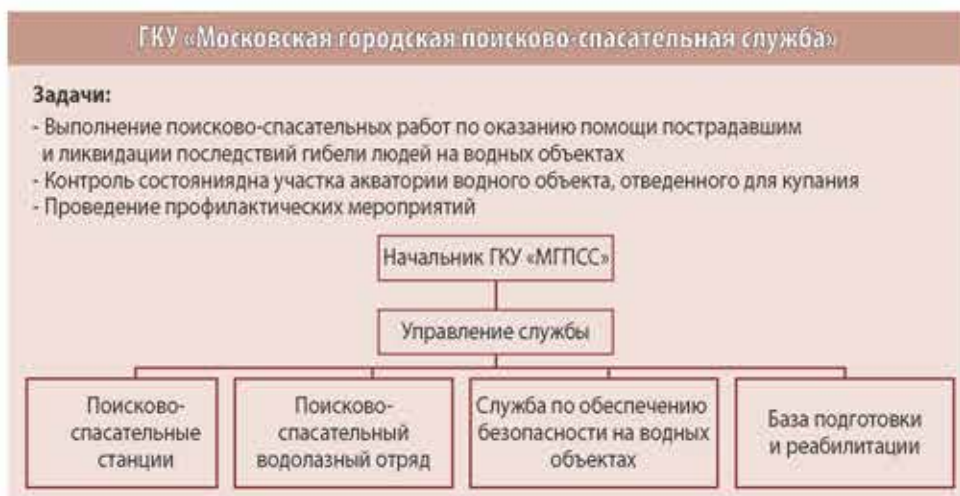 ГКУ «Московская городская поисково-спасательная служба»
Задачи:
- Выполнение поисково-спасательных работ по оказанию помощи пострадавшим
и ликвидации последствий гибели людей на водных объектах
- Контроль состояниядна участка акватории водного объекта, отведенного для купания
- Проведение профилактических мероприятий
Начальник ГКУ «МГПСС»
Управление службы
Поисково-
спасательные
станции
Поисково-
спасательный
водолазный отряд
Служба по обеспечению
безопасности на водных
объектах
База подготовки
и реабилитации